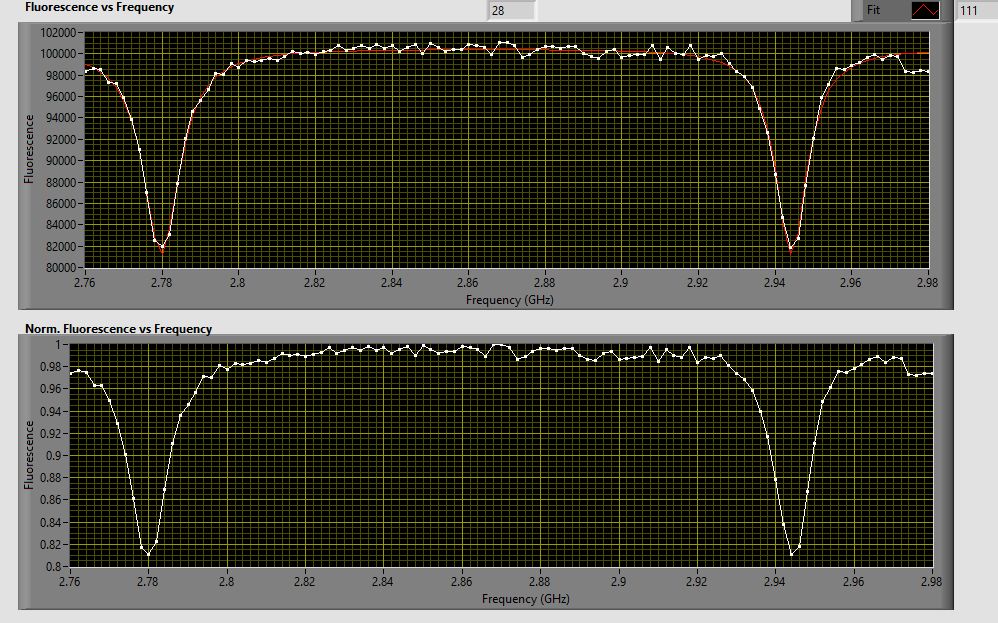 Fluorescence vs Frequency
28
Fit
111
102000
100000
98000
96000
94000
92000
90000
88000
86000
84000
82000
80000
Fluorescence
2.76 2.78 2.8 2.82 2.84 2.86 2.88 2.9 2.92 2.94 2.96 2.98
Frequency (GHz)
Norm. Fluorescence vs Frequency
1
0.98
0.96
0.94
0.92
0.9
0.88
0.86
0.84
0.82
0.8
Fluorescence
2.76 2.78 2.8 2.82 2.84 2.86 2.88 2.9 2.92 2.94 2.96 2.98
Frequency (GHz)